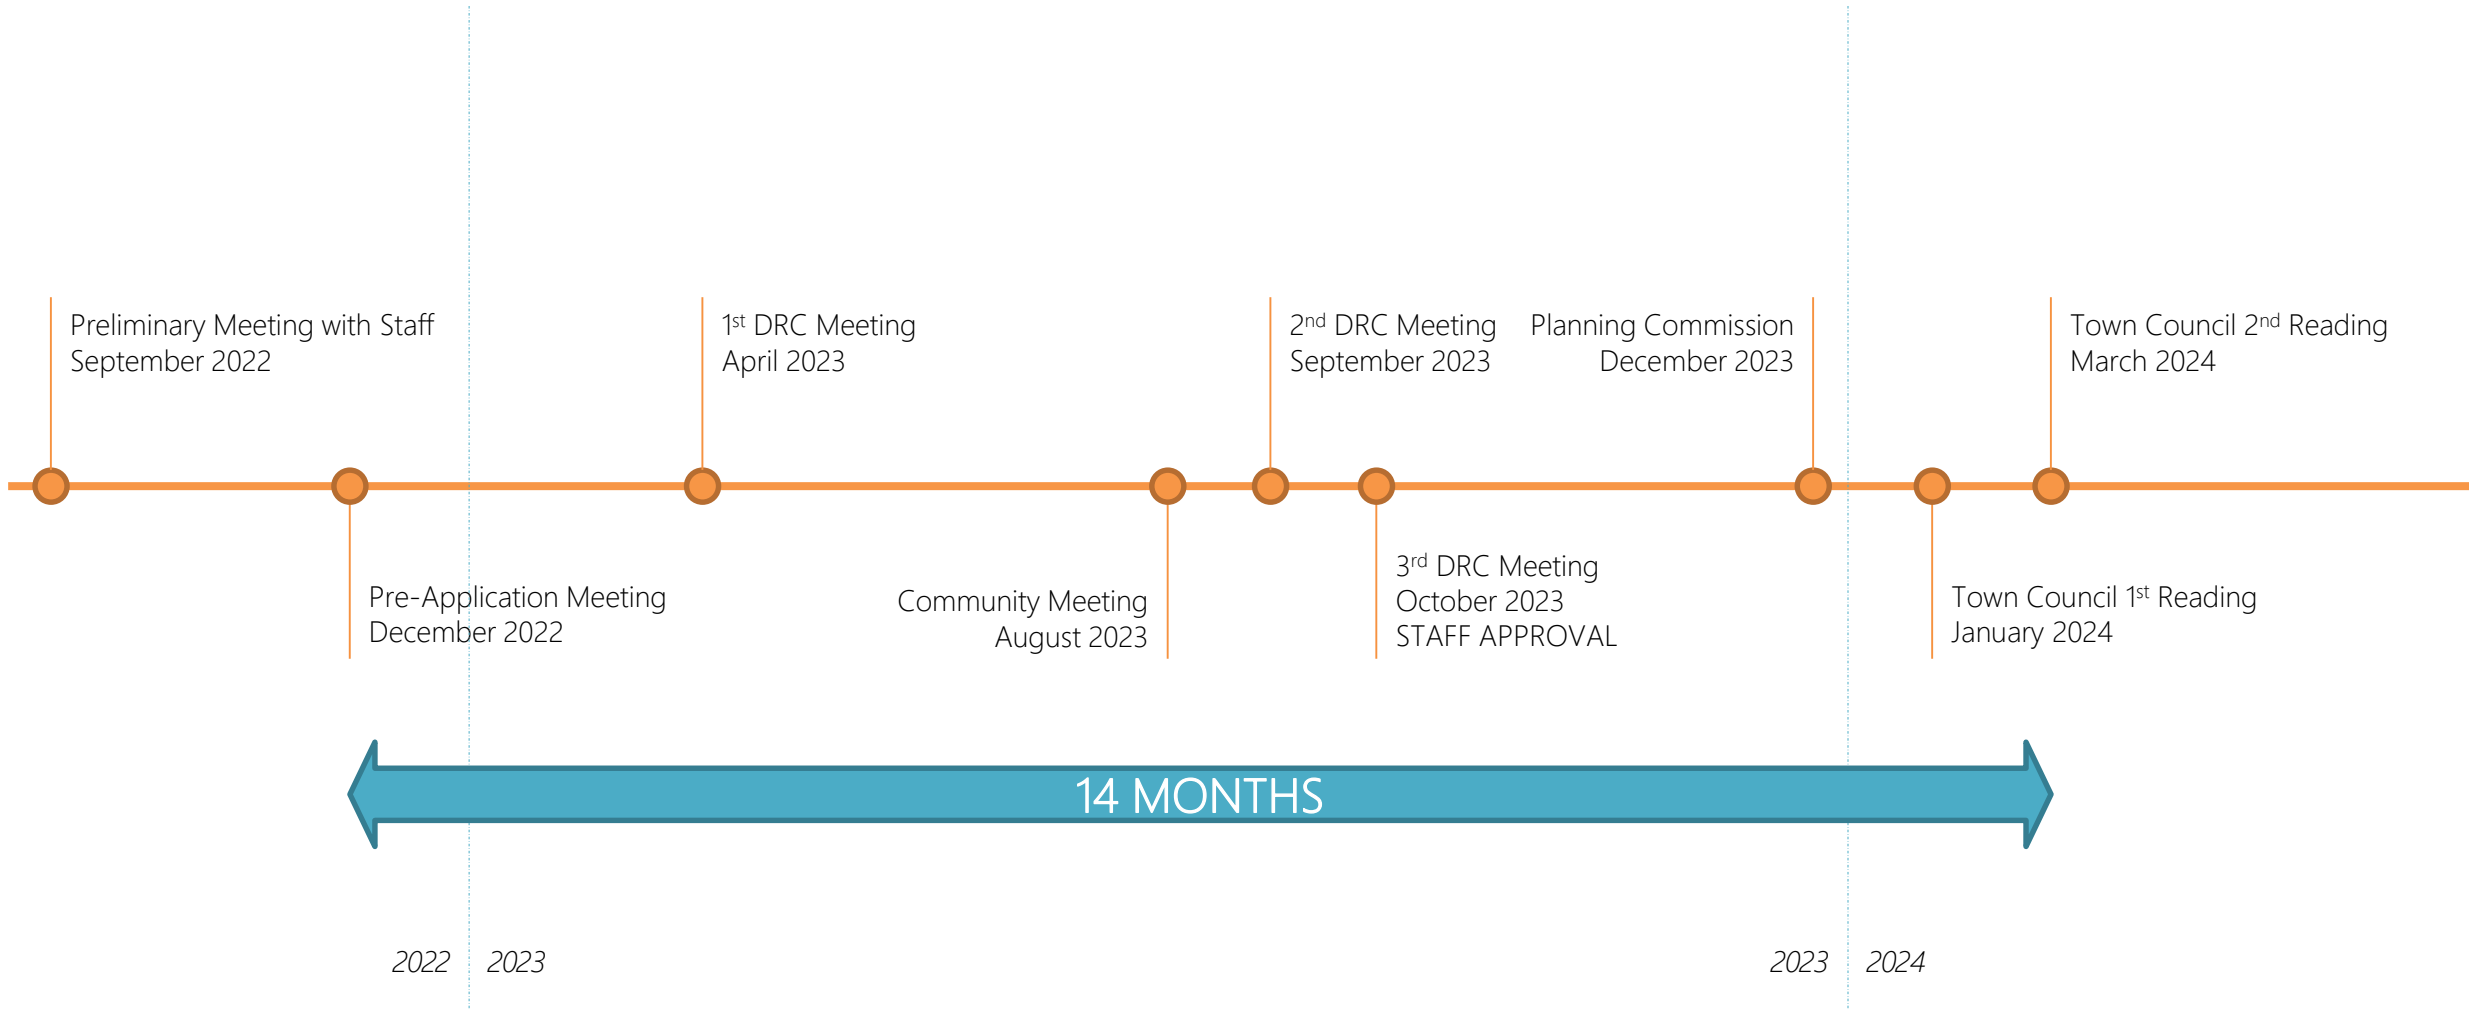 Preliminary Meeting with Staff
September 2022
1st DRC Meeting
April 2023
2nd DRC Meeting
September 2023
Planning Commission
December 2023
Town Council 2nd Reading
March 2024
Pre-Application Meeting
December 2022
Community Meeting
August 2023
3rd DRC Meeting
October 2023
STAFF APPROVAL
Town Council 1st Reading
January 2024
14 MONTHS
2022
2023
2023
2024